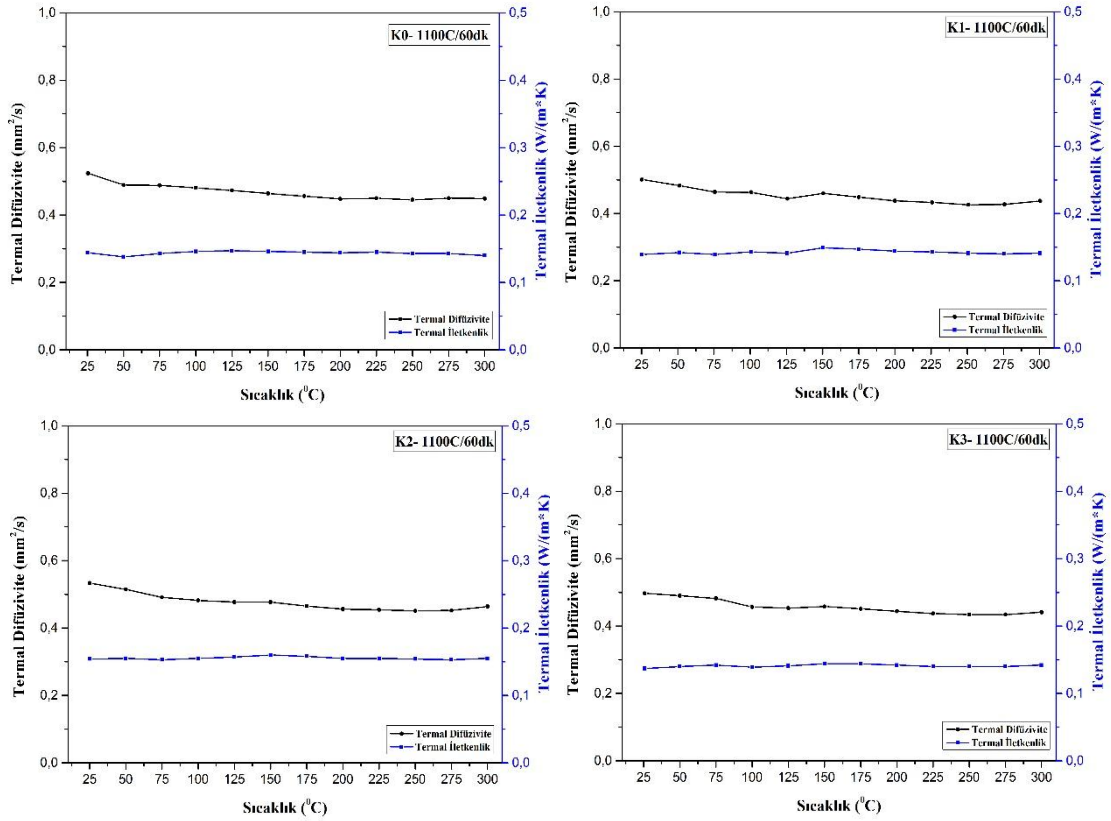 K0- 1100C/60dk
Termal Difüzivite (mm²/s)
1,0
0,8
0,6
0,4
0,2
0,0
Termal İletkenlik (W/(m*K)
0,5
0,4
0,3
0,2
0,1
0,0
Termal Difüzivite
Termal İletkenlik
25 50 75 100 125 150 175 200 225 250 275 300
Sıcaklık (⁰C)
K1- 1100C/60dk
Termal Difüzivite (mm²/s)
1,0
0,8
0,6
0,4
0,2
0,0
Termal İletkenlik (W/(m*K)
0,5
0,4
0,3
0,2
0,1
0,0
Termal Difüzivite
Termal İletkenlik
25 50 75 100 125 150 175 200 225 250 275 300
Sıcaklık (⁰C)
K2- 1100C/60dk
Termal Difüzivite (mm²/s)
1,0
0,8
0,6
0,4
0,2
0,0
Termal İletkenlik (W/(m*K)
0,5
0,4
0,3
0,2
0,1
0,0
Termal Difüzivite
Termal İletkenlik
25 50 75 100 125 150 175 200 225 250 275 300
Sıcaklık (⁰C)
K3- 1100C/60dk
Termal Difüzivite (mm²/s)
1,0
0,8
0,6
0,4
0,2
0,0
Termal İletkenlik (W/(m*K)
0,5
0,4
0,3
0,2
0,1
0,0
Termal Difüzivite
Termal İletkenlik
25 50 75 100 125 150 175 200 225 250 275 300
Sıcaklık (⁰C)